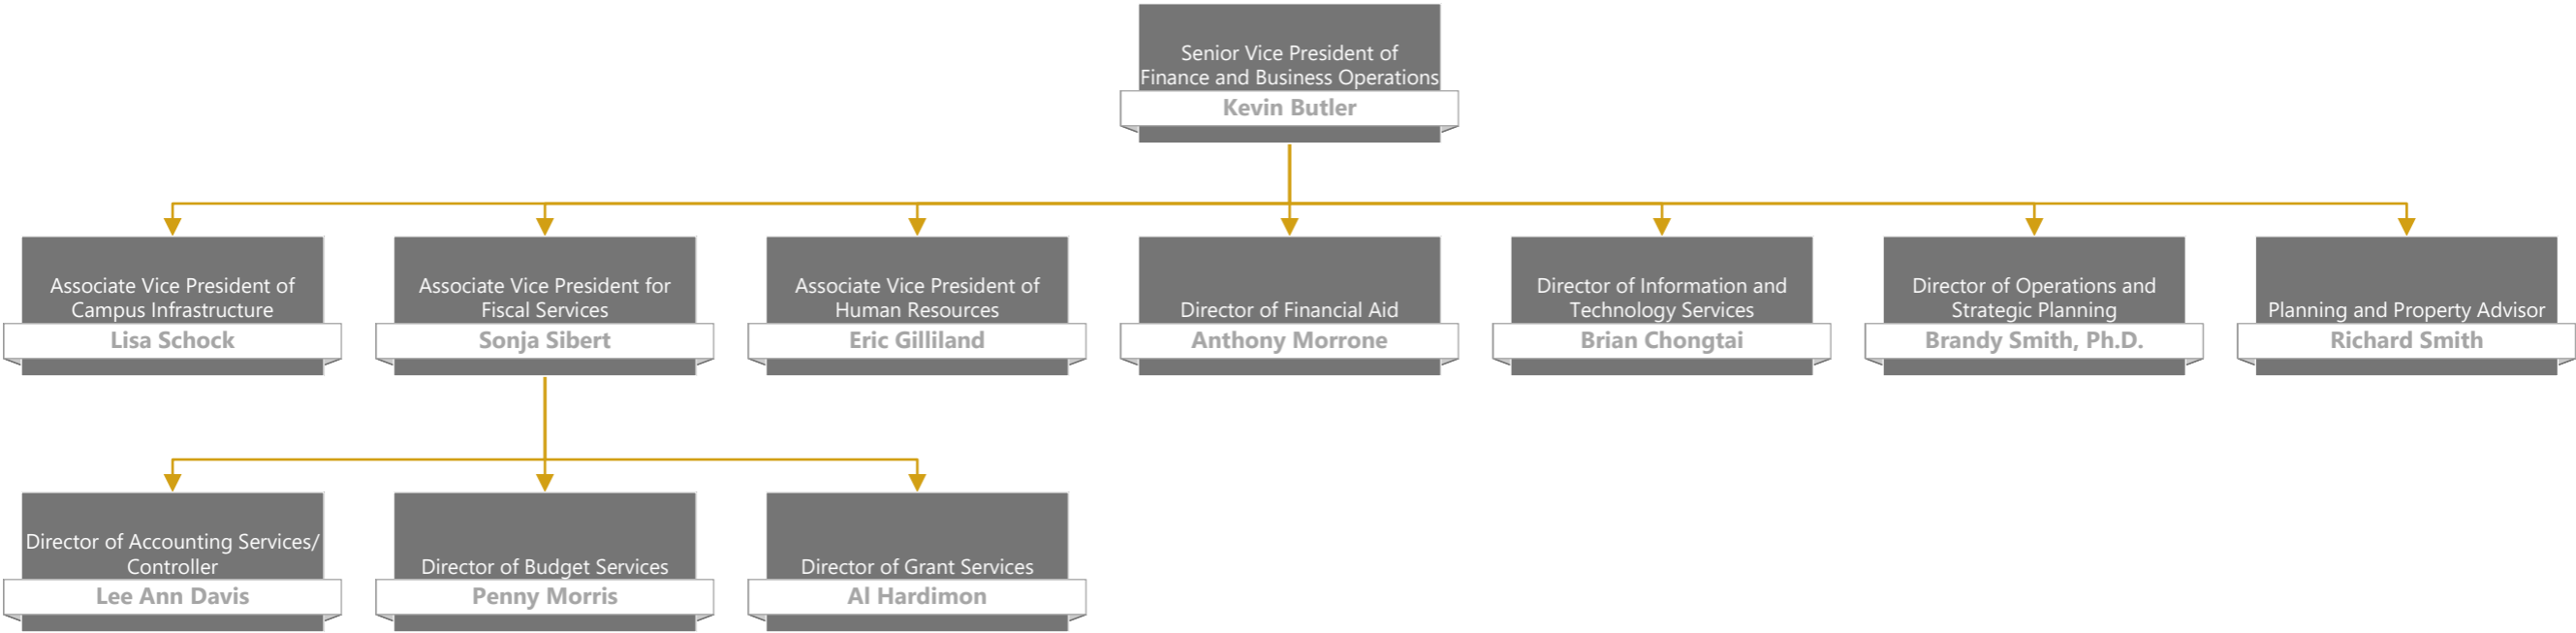 Senior Vice President of
Finance and Business Operations
Kevin Butler
Associate Vice President of
Campus Infrastructure
Lisa Schock
Associate Vice President for
Fiscal Services
Sonja Sibert
Associate Vice President of
Human Resources
Eric Gilliland
Director of Financial Aid
Anthony Morrone
Director of Information and
Technology Services
Brian Chongtai
Director of Operations and
Strategic Planning
Brandy Smith, Ph.D.
Planning and Property Advisor
Richard Smith
Director of Accounting Services/
Controller
Lee Ann Davis
Director of Budget Services
Penny Morris
Director of Grant Services
Al Hardimon